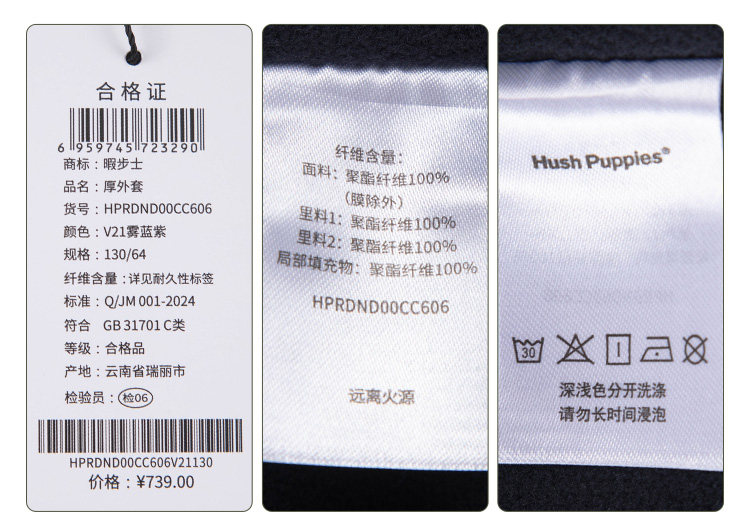 合格证
6 959745 723290
商标：暇步士
品名：厚外套
货号：HPRDND00CC606
颜色：V21雾蓝紫
规格：130/64
纤维含量：详见耐久性标签
标准：Q/JM 001-2024
符合 GB 31701 C类
等级：合格品
产地：云南省瑞丽市
检验员：检06
HPRDND00CC606V21130
价格：¥739.00
纤维含量：
面料：聚酯纤维100%
（膜除外）
里料1：聚酯纤维100%
里料2：聚酯纤维100%
局部填充物：聚酯纤维100%
HPRDND00CC606
远离火源
Hush Puppies®
30
深浅色分开洗涤
请勿长时间浸泡